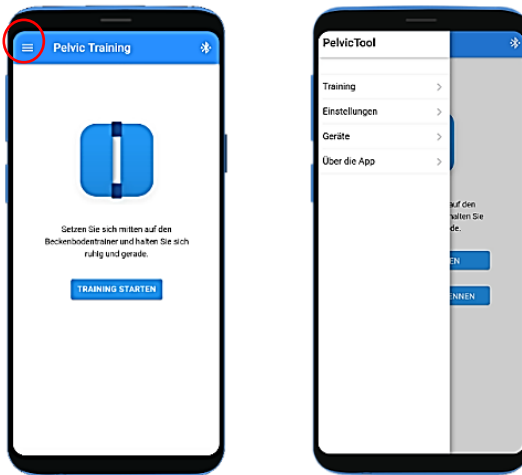 Pelvic Training
Setzen Sie sich mitten auf den
Beckenbodentrainer und halten Sie sich
ruhig und gerade.
TRAINING STARTEN
PelvicTool
Training
Einstellungen
Geräte
Über die App
auf den
halten Sie
de.
EN
ENNEN